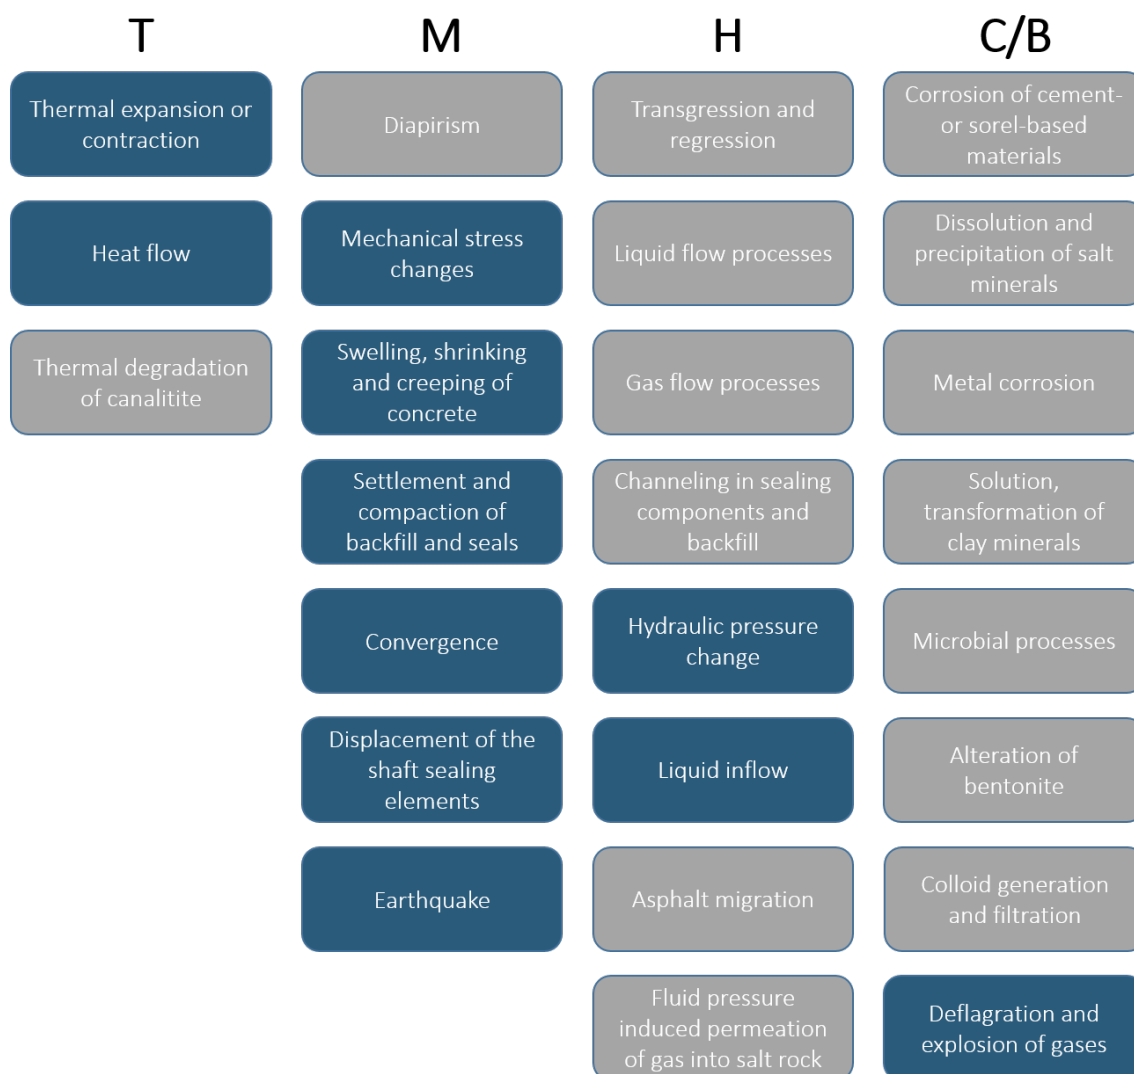 T
M
H
C/B
Thermal expansion or
contraction
Diapirism
Transgression and
regression
Corrosion of cement-
or sorel-based
materials
Heat flow
Mechanical stress
changes
Liquid flow processes
Dissolution and
precipitation of salt
minerals
Thermal degradation
of canalitite
Swelling, shrinking
and creeping of
concrete
Gas flow processes
Metal corrosion
Settlement and
compaction of
backfill and seals
Channeling in sealing
components and
backfill
Solution,
transformation of
clay minerals
Convergence
Hydraulic pressure
change
Microbial processes
Displacement of the
shaft sealing
elements
Liquid inflow
Alteration of
bentonite
Earthquake
Asphalt migration
Colloid generation
and filtration
Fluid pressure
induced permeation
of gas into salt rock
Deflagration and
explosion of gases